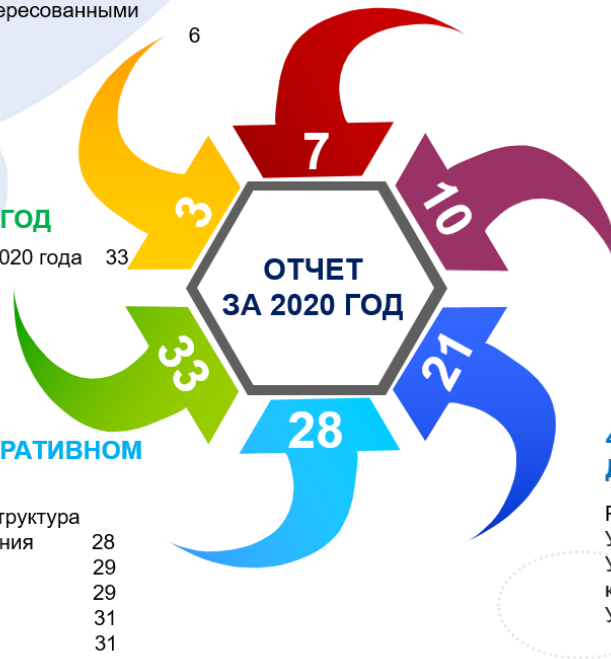 ересованными
6
7
3
10
ГОД
020 года 33
ОТЧЕТ
ЗА 2020 ГОД
33
21
28
РАТИВНОМ
труктура
ния 28
29
29
31
31